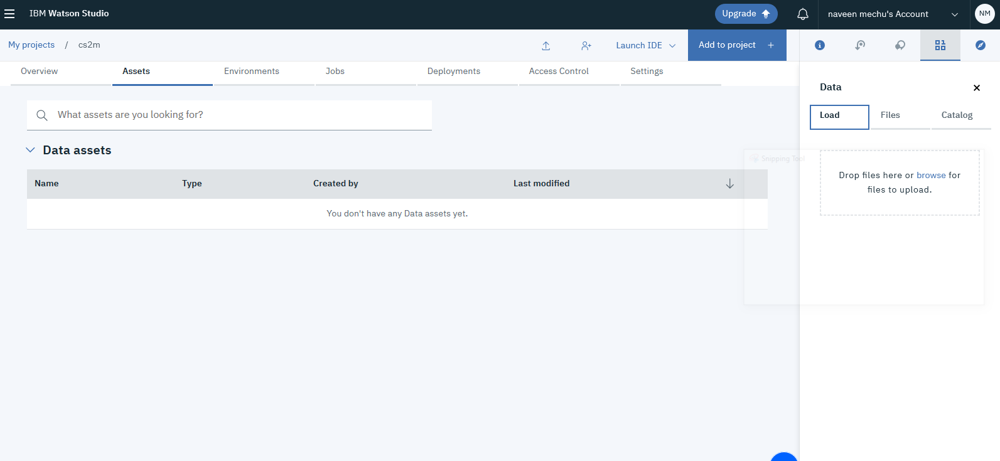 IBM Watson Studio
Upgrade
naveen mechu's Account
NM
My projects / cs2m
Launch IDE
Add to project +
Overview
Assets
Environments
Jobs
Deployments
Access Control
Settings
Data
Load
Files
Catalog
What assets are you looking for?
Data assets
Snipping Tool
Drop files here or browse for
files to upload.
Name
Type
Created by
Last modified
You don't have any Data assets yet.